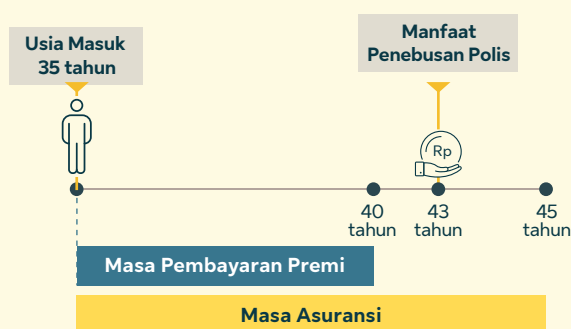 Usia Masuk
35 tahun
Manfaat
Penebusan Polis
Rp
40
tahun
43
tahun
45
tahun
Masa Pembayaran Premi
Masa Asuransi